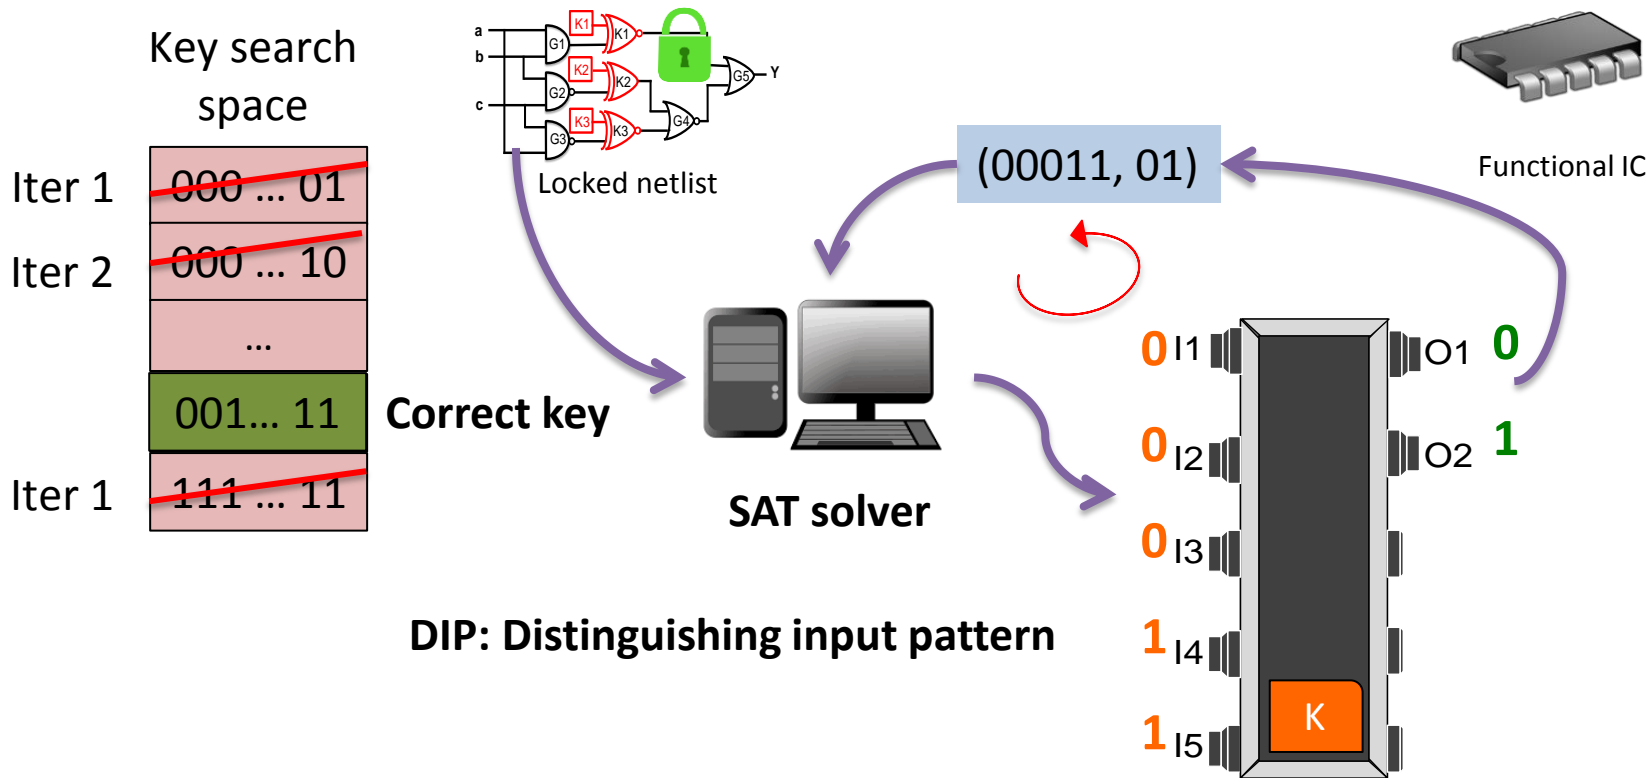 Key search
space
Iter 1
000 ... 01
Iter 2
000 ... 10
...
001... 11
Correct key
Iter 1
111 ... 11
a
b
c
K1
K2
K3
G1
G2
G3
K1
K2
K3
G4
G5
Y
Locked netlist
(00011, 01)
Functional IC
SAT solver
DIP: Distinguishing input pattern
0 I1
0 I2
0 I3
1 I4
1 I5
O1 0
O2 1
K